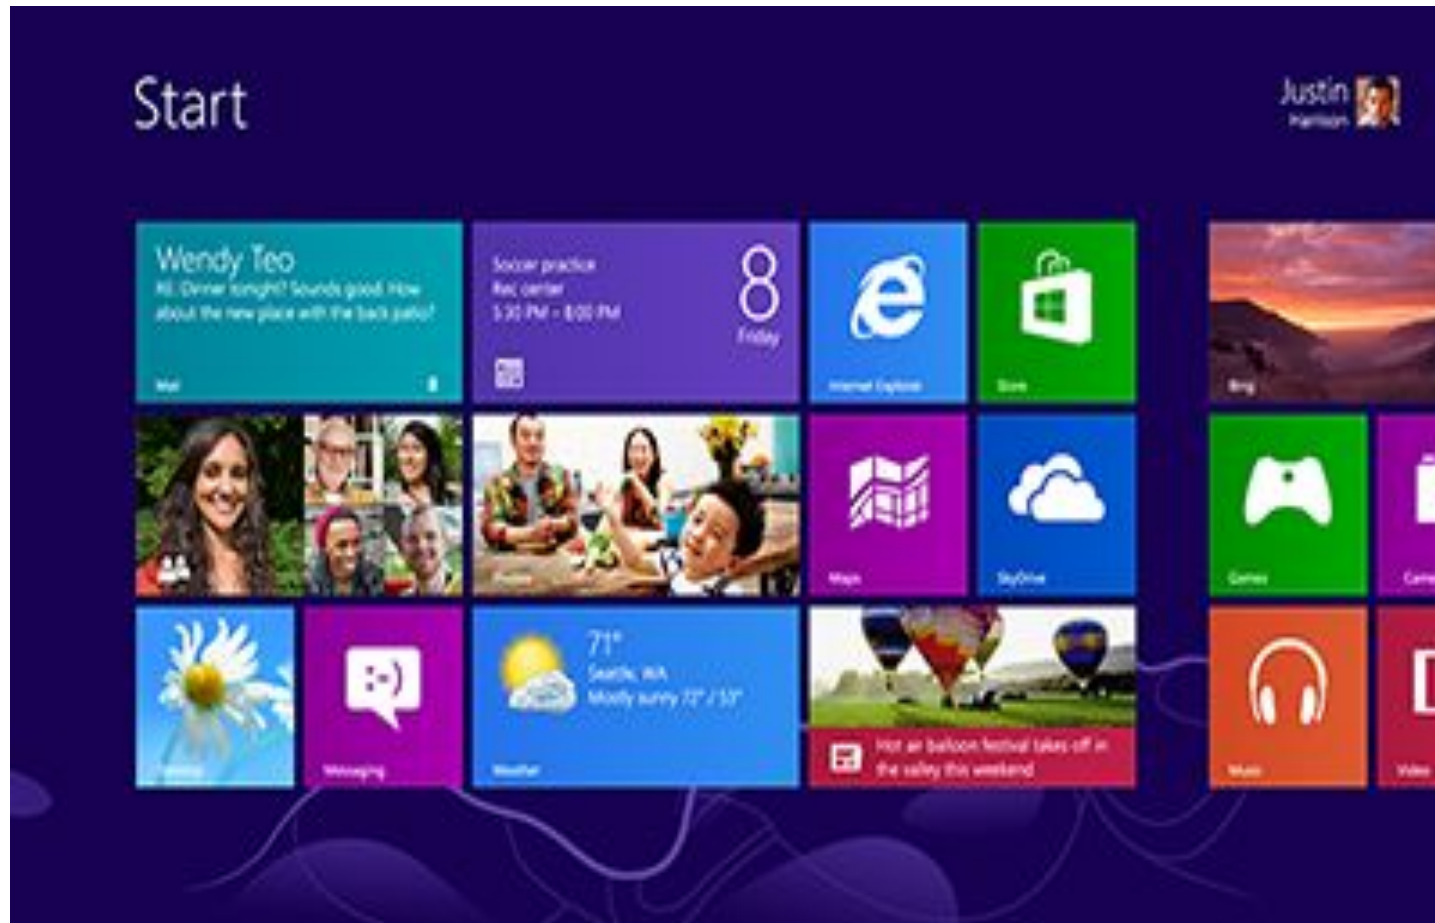 Start
Justin
Harrison
Wendy Teo
RE: Dinner tonight? Sounds good. How
about the new place with the back patio?
Mail
8
Soccer practice
Rec center
5:30 PM – 8:00 PM
8
Friday
Internet Explorer
Store
Bing
Maps
SkyDrive
Games
Cam
:-)
Messaging
71°
Seattle, WA
Mostly sunny 72° / 53°
Weather
Hot air balloon festival takes off in
the valley this weekend
Music
Video